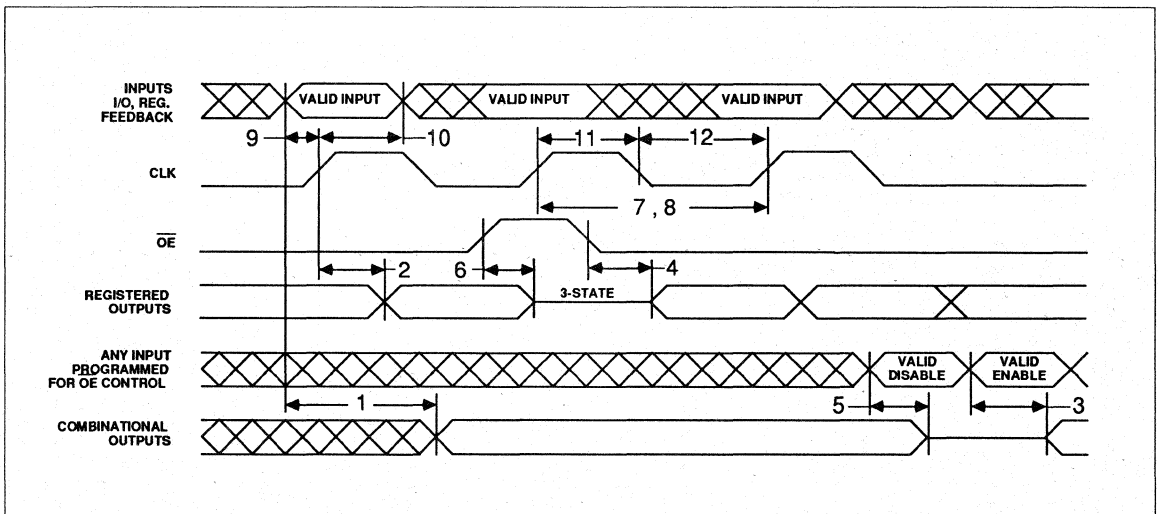 INPUTS
I/O, REG.
FEEDBACK
VALID INPUT
VALID INPUT
VALID INPUT
9
10
11
12
CLK
7 , 8
OE
2
6
4
3-STATE
REGISTERED
OUTPUTS
ANY INPUT
PROGRAMMED
FOR OE CONTROL
VALID
DISABLE
VALID
ENABLE
1
5
3
COMBINATIONAL
OUTPUTS